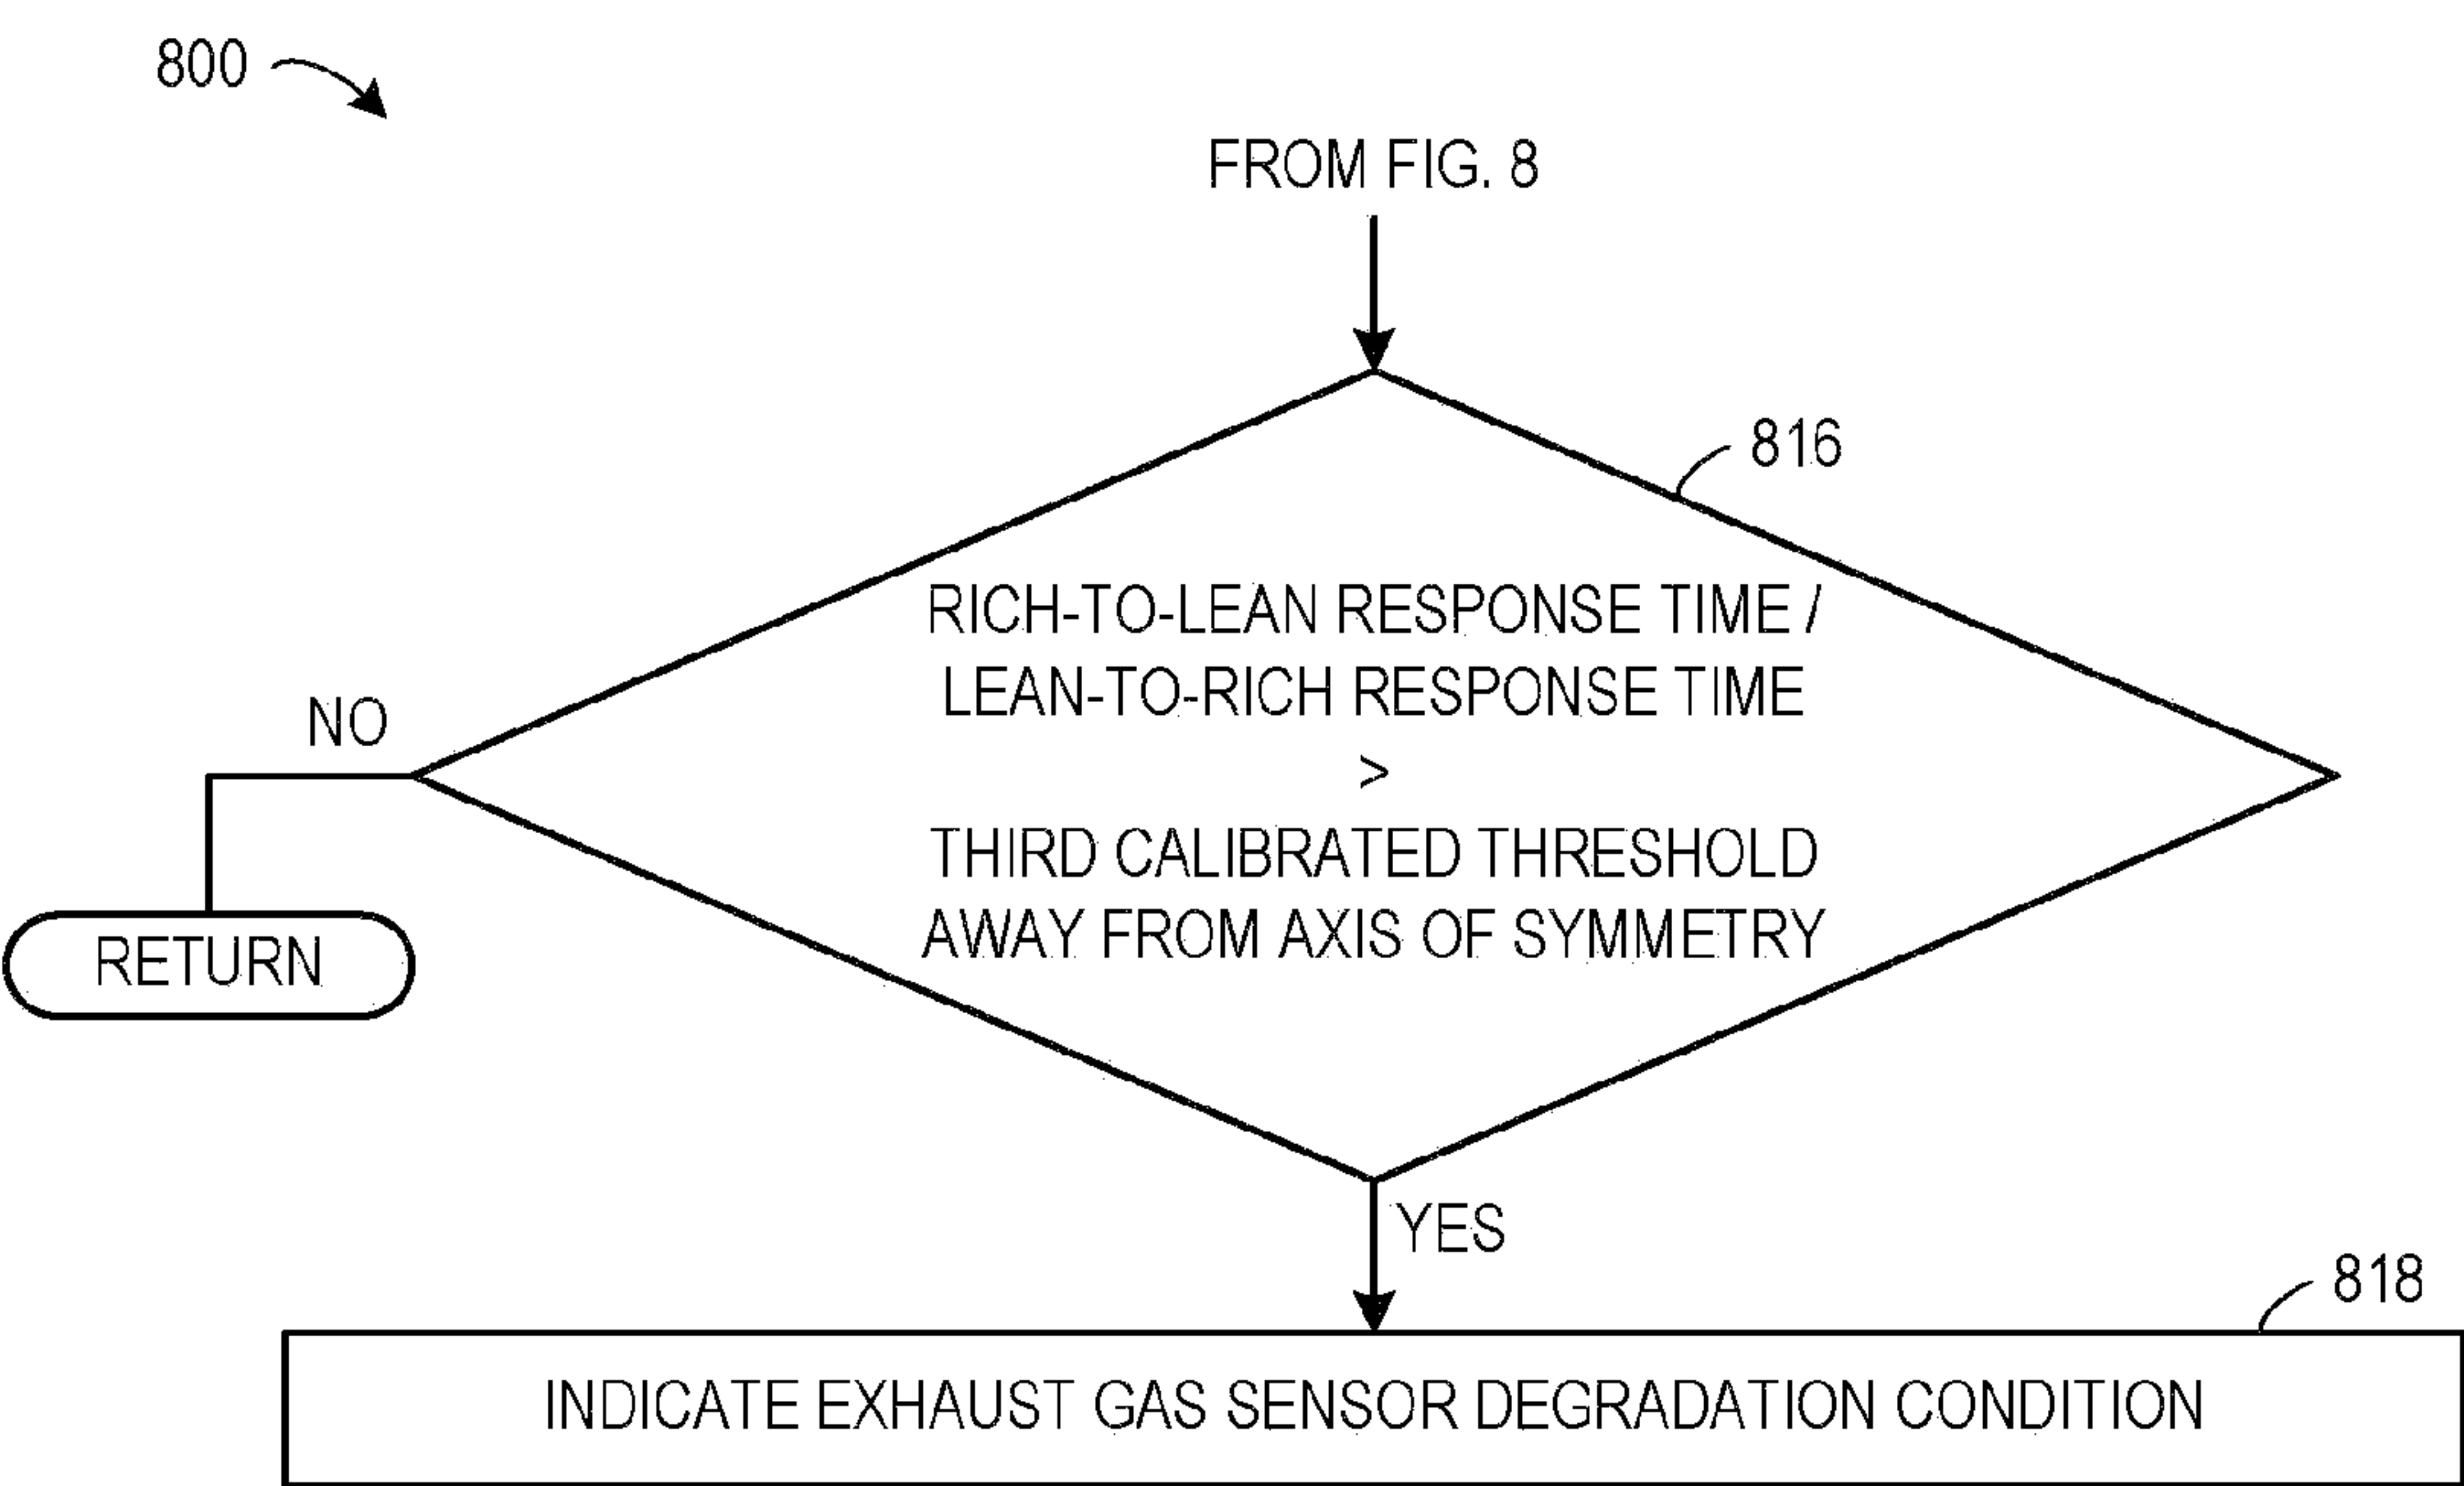 800
FROM FIG. 8
816
RICH-TO-LEAN RESPONSE TIME /
LEAN-TO-RICH RESPONSE TIME
>
THIRD CALIBRATED THRESHOLD
AWAY FROM AXIS OF SYMMETRY
NO
RETURN
YES
818
INDICATE EXHAUST GAS SENSOR DEGRADATION CONDITION